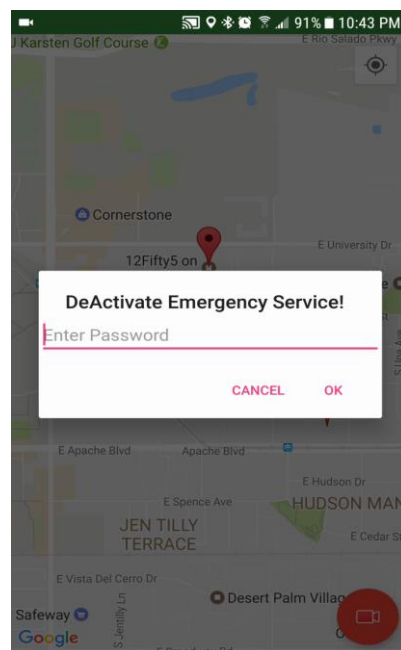 91% 10:43 PM
J Karsten Golf Course
E Rio Salado Pkwy
Cornerstone
E University Dr
12Fifty5 on
DeActivate Emergency Service!
Enter Password
CANCEL OK
E Apache Blvd Apache Blvd
E Hudson Dr
E Spence Ave
HUDSON MAN
JEN TILLY
TERRACE
E Cedar S
E Vista Del Cerro Dr
S Jentilly Ln
Desert Palm Villag
Safeway
Google